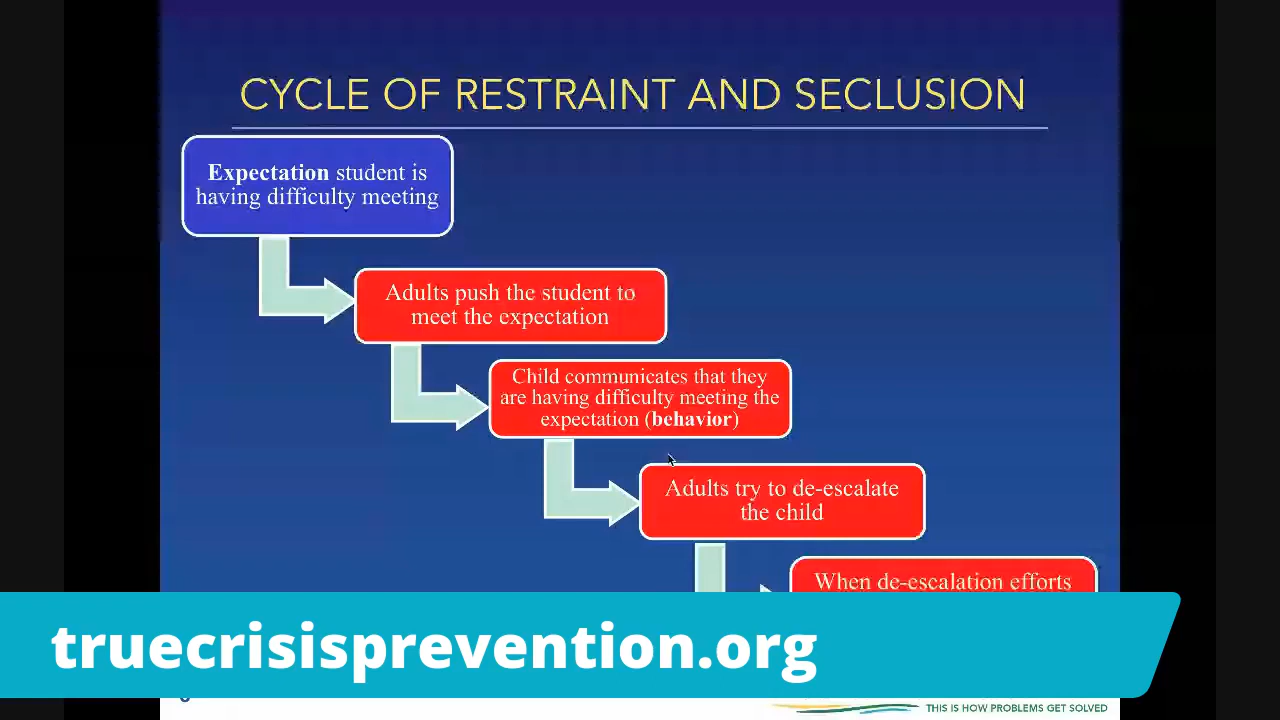 CYCLE OF RESTRAINT AND SECLUSION
Expectation student is
having difficulty meeting
Adults push the student to
meet the expectation
Child communicates that they
are having difficulty meeting the
expectation (behavior)
Adults try to de-escalate
the child
When de-escalation efforts
truecrisisprevention.org
THIS IS HOW PROBLEMS GET SOLVED